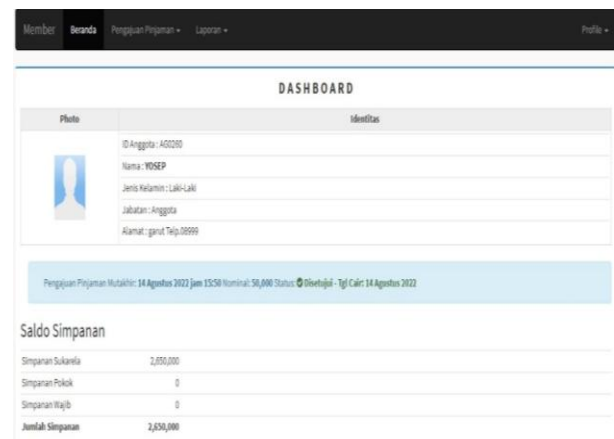 Member Beranda Pengajuan Pinjaman Laporan Profile
DASHBOARD
Photo Identitas
ID Anggota : AG0260
Nama : YOSEP
Jenis Kelamin : Laki-Laki
Jabatan : Anggota
Alamat : garut Telp.08999
Pengajuan Pinjaman Mutakhir: 14 Agustus 2022 jam 15:50 Nominal: 50,000 Status: Disetujui - Tgl Cair: 14 Agustus 2022
Saldo Simpanan
Simpanan Sukarela 2,650,000
Simpanan Pokok 0
Simpanan Wajib 0
Jumlah Simpanan 2,650,000